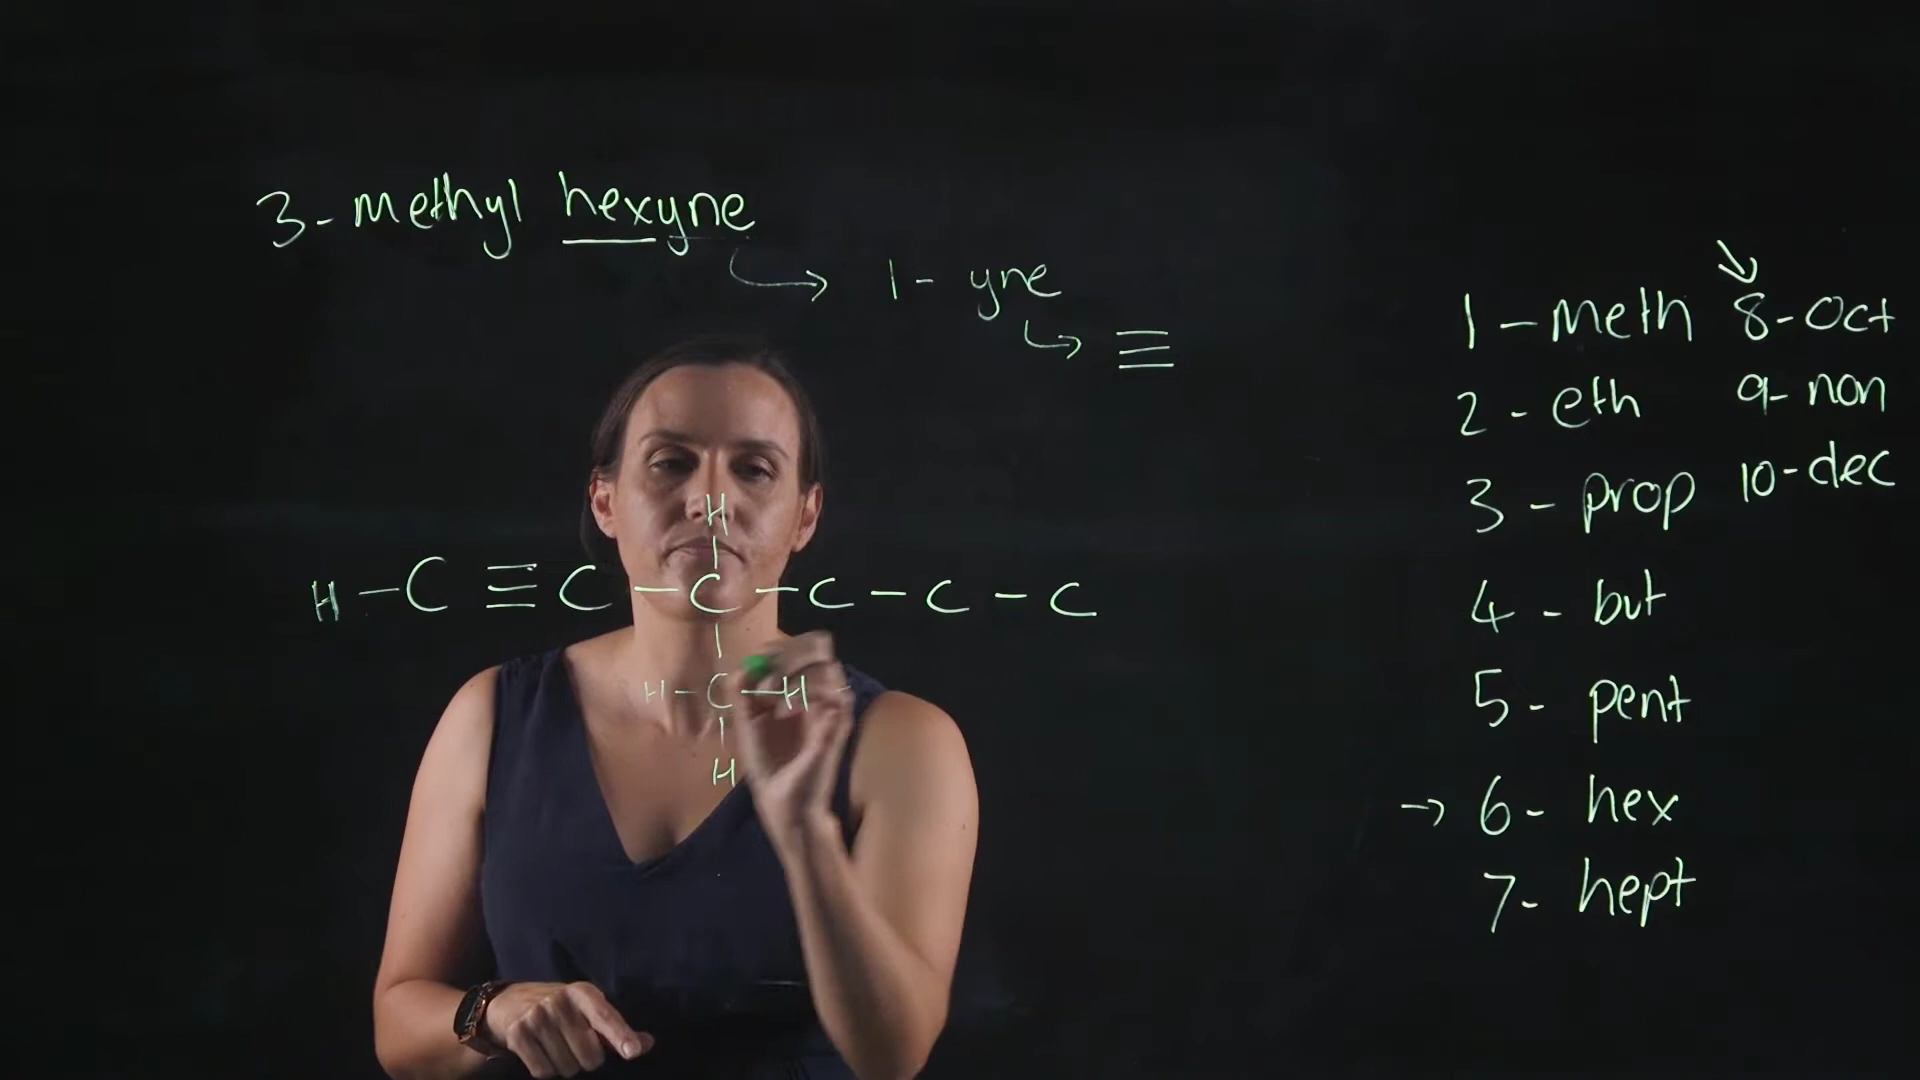 3- methyl hexyne
1- yne
≡
H
H-C≡C-C-C-C-C
H-C-H
H
1-meth 8-Oct
2-eth 9-non
3-prop 10-dec
4-but
5-pent
→ 6-hex
7-hept